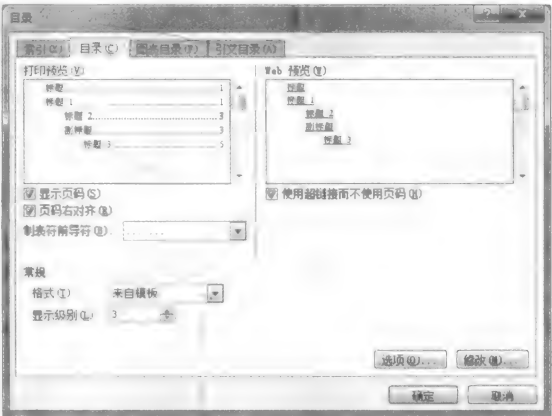 目录
索引(X) 目录(C) 图表目录(F) 引文目录(A)
打印预览(V)
标题 1
标题 1 1
标题 2 3
副标题 3
标题 3 5
Web 预览(W)
标题
标题 1
标题 2
副标题
标题 3
显示页码(S)
页码右对齐(R)
制表符前导符(B): ......
使用超链接而不使用页码(H)
常规
格式(T) 来自模板
显示级别(L) 3
选项(O)... 修改(M)...
确定 取消